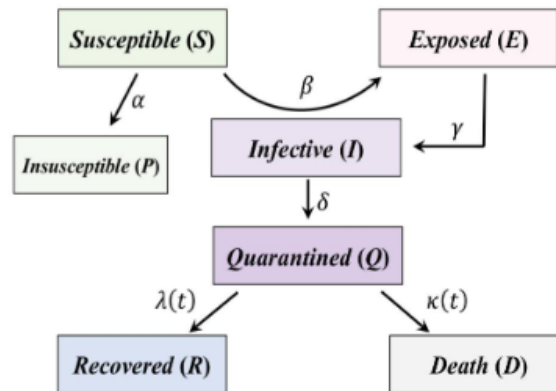 Susceptible (S)
Exposed (E)
α
β
Insusceptible (P)
Infective (I)
γ
δ
Quarantined (Q)
λ(t)
κ(t)
Recovered (R)
Death (D)